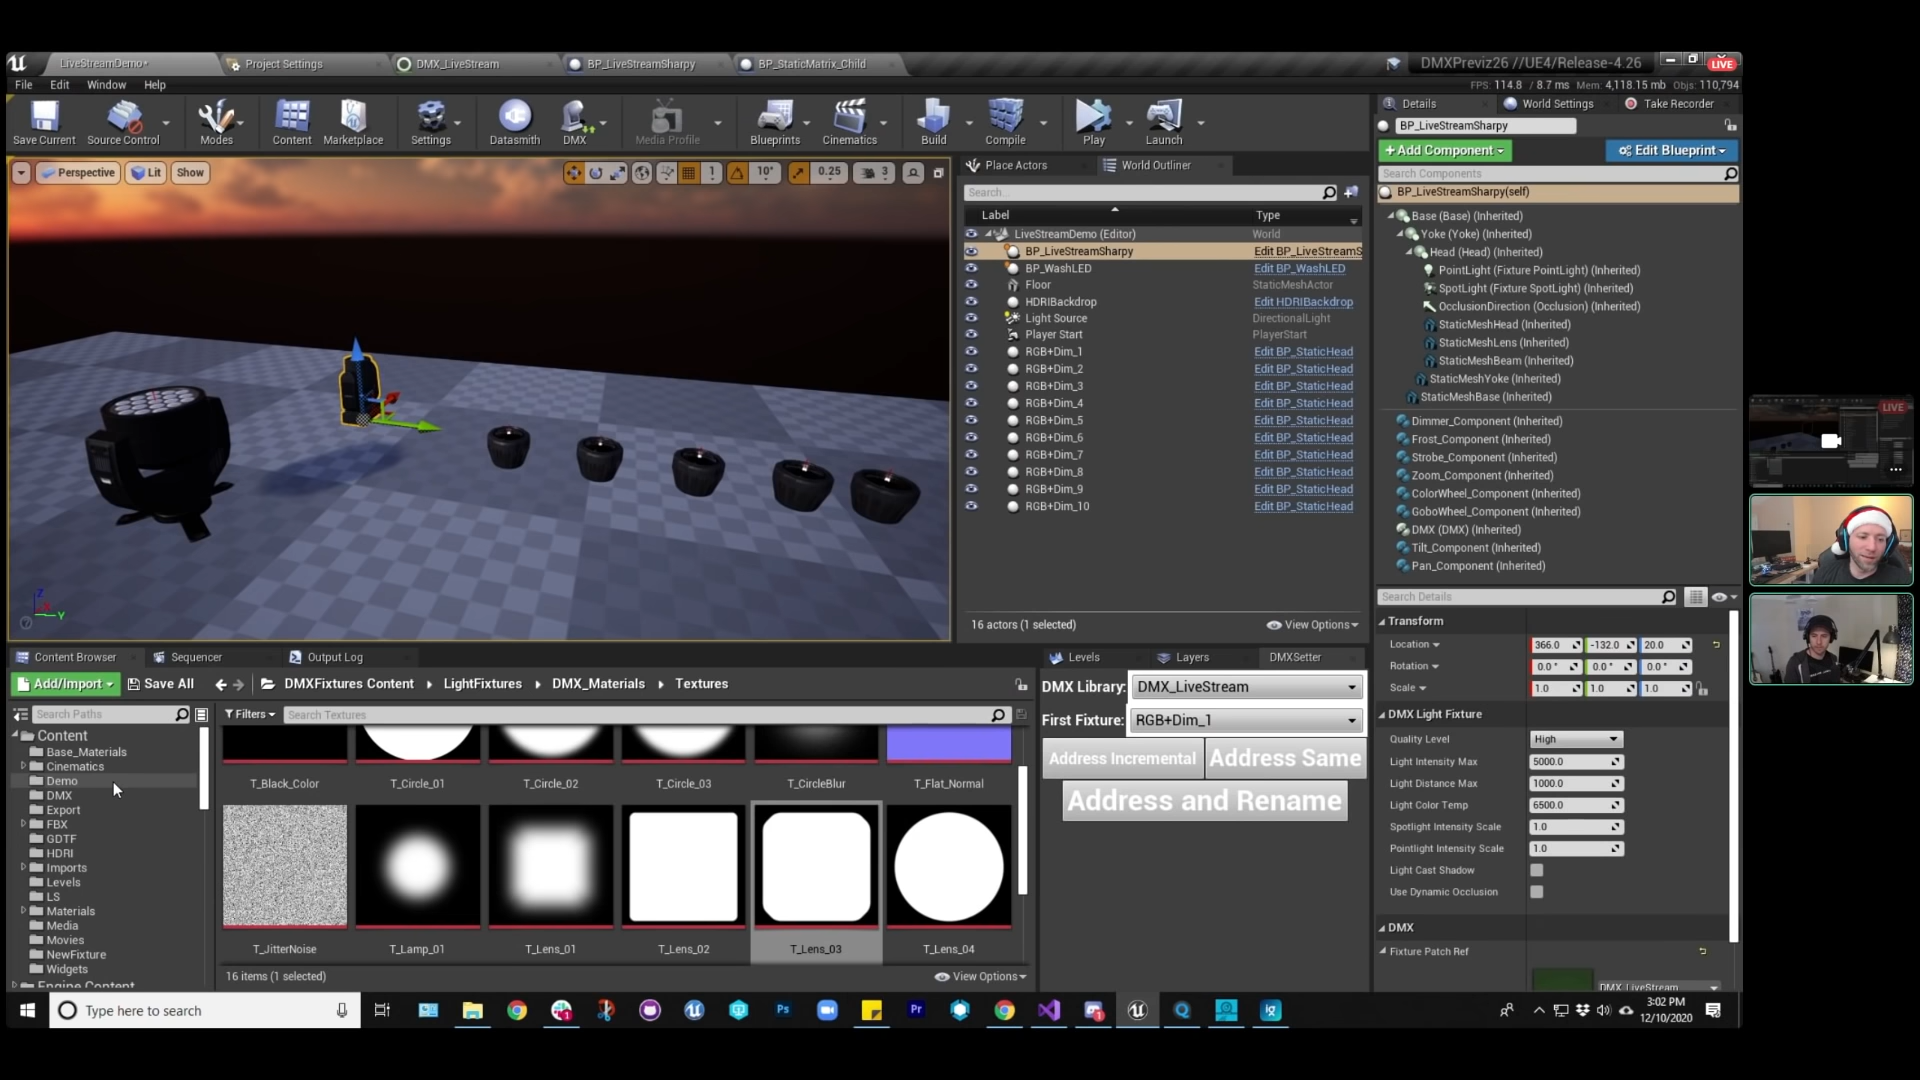 LiveStreamDemo*
Project Settings
DMX_LiveStream
BP_LiveStreamSharpy
BP_StaticMatrix_Child
DMXPreviz26 //UE4/Release-4.26
LIVE
File
Edit
Window
Help
FPS: 114.8 / 8.7 ms Mem: 4,118.15 mb Objs: 110,794
Save Current
Source Control
Modes
Content
Marketplace
Settings
Datasmith
DMX
Media Profile
Blueprints
Cinematics
Build
Compile
Play
Launch
Perspective
Lit
Show
1
10°
0.25
3
Z
Y
Place Actors
World Outliner
Search...
Label
Type
LiveStreamDemo (Editor) World
BP_LiveStreamSharpy Edit BP_LiveStreamS
BP_WashLED Edit BP_WashLED
Floor StaticMeshActor
HDRIBackdrop Edit HDRIBackdrop
Light Source DirectionalLight
Player Start PlayerStart
RGB+Dim_1 Edit BP_StaticHead
RGB+Dim_2 Edit BP_StaticHead
RGB+Dim_3 Edit BP_StaticHead
RGB+Dim_4 Edit BP_StaticHead
RGB+Dim_5 Edit BP_StaticHead
RGB+Dim_6 Edit BP_StaticHead
RGB+Dim_7 Edit BP_StaticHead
RGB+Dim_8 Edit BP_StaticHead
RGB+Dim_9 Edit BP_StaticHead
RGB+Dim_10 Edit BP_StaticHead
16 actors (1 selected)
View Options
Details
World Settings
Take Recorder
BP_LiveStreamSharpy
+Add Component
Edit Blueprint
Search Components
BP_LiveStreamSharpy(self)
Base (Base) (Inherited)
Yoke (Yoke) (Inherited)
Head (Head) (Inherited)
PointLight (Fixture PointLight) (Inherited)
SpotLight (Fixture SpotLight) (Inherited)
OcclusionDirection (Occlusion) (Inherited)
StaticMeshHead (Inherited)
StaticMeshLens (Inherited)
StaticMeshBeam (Inherited)
StaticMeshYoke (Inherited)
StaticMeshBase (Inherited)
Dimmer_Component (Inherited)
Frost_Component (Inherited)
Strobe_Component (Inherited)
Zoom_Component (Inherited)
ColorWheel_Component (Inherited)
GoboWheel_Component (Inherited)
DMX (DMX) (Inherited)
Tilt_Component (Inherited)
Pan_Component (Inherited)
Search Details
Transform
Location 366.0 -132.0 20.0
Rotation 0.0° 0.0° 0.0°
Scale 1.0 1.0 1.0
DMX Light Fixture
Quality Level High
Light Intensity Max 5000.0
Light Distance Max 1000.0
Light Color Temp 6500.0
Spotlight Intensity Scale 1.0
Pointlight Intensity Scale 1.0
Light Cast Shadow
Use Dynamic Occlusion
DMX
Fixture Patch Ref
DMX_LiveStream
Content Browser
Sequencer
Output Log
Add/Import
Save All
DMXFixtures Content
LightFixtures
DMX_Materials
Textures
Search Paths
Filters
Search Textures
Content
Base_Materials
Cinematics
Demo
DMX
Export
FBX
GDTF
HDRI
Imports
Levels
LS
Materials
Media
Movies
NewFixture
Widgets
Engine Content
T_Black_Color
T_Circle_01
T_Circle_02
T_Circle_03
T_CircleBlur
T_Flat_Normal
T_JitterNoise
T_Lamp_01
T_Lens_01
T_Lens_02
T_Lens_03
T_Lens_04
16 items (1 selected)
View Options
Levels
Layers
DMXSetter
DMX Library: DMX_LiveStream
First Fixture: RGB+Dim_1
Address Incremental
Address Same
Address and Rename
LIVE
Type here to search
Ps
Pr
3:02 PM
12/10/2020